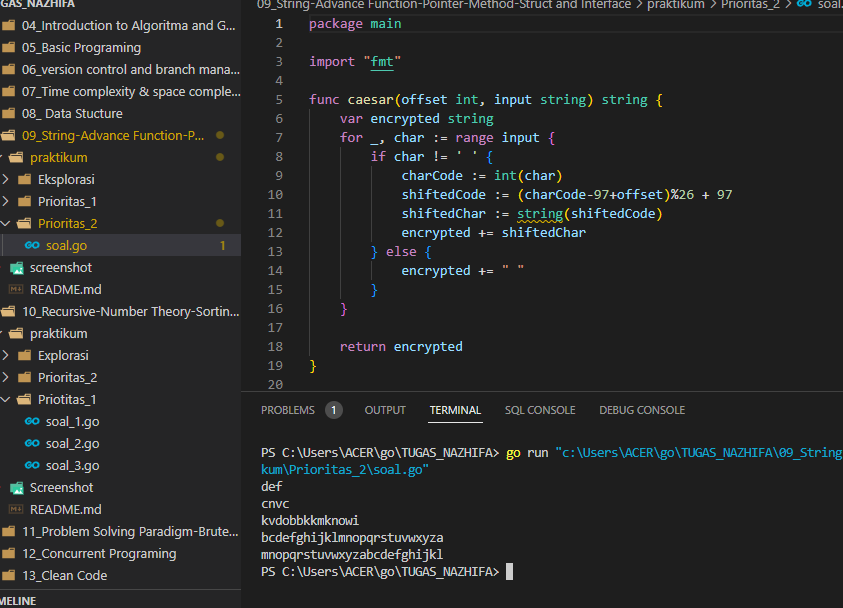 GAS_NAZHIFA
04_Introduction to Algoritma and G...
05_Basic Programing
06_version control and branch mana...
07_Time complexity & space comple...
08_ Data Stucture
09_String-Advance Function-P...
praktikum
Eksplorasi
Prioritas_1
Prioritas_2
soal.go 1
screenshot
README.md
10_Recursive-Number Theory-Sortin...
praktikum
Explorasi
Prioritas_2
Priotitas_1
soal_1.go
soal_2.go
soal_3.go
Screenshot
README.md
11_Problem Solving Paradigm-Brute...
12_Concurrent Programing
13_Clean Code
MELINE
09_String-Advance Function-Pointer-Method-Struct and Interface > praktikum > Prioritas_2 > soal.
1 package main
2
3 import "fmt"
4
5 func caesar(offset int, input string) string {
6 var encrypted string
7 for _, char := range input {
8 if char != ' ' {
9 charCode := int(char)
10 shiftedCode := (charCode-97+offset)%26 + 97
11 shiftedChar := string(shiftedCode)
12 encrypted += shiftedChar
13 } else {
14 encrypted += " "
15 }
16 }
17
18 return encrypted
19 }
20
PROBLEMS 1 OUTPUT TERMINAL SQL CONSOLE DEBUG CONSOLE
PS C:\Users\ACER\go\TUGAS_NAZHIFA> go run "c:\Users\ACER\go\TUGAS_NAZHIFA\09_String
kum\Prioritas_2\soal.go"
def
cnvc
kvdobbkkmknowi
bcdefghijklmnopqrstuvwxyza
mnopqrstuvwxyzabcdefghijkl
PS C:\Users\ACER\go\TUGAS_NAZHIFA>